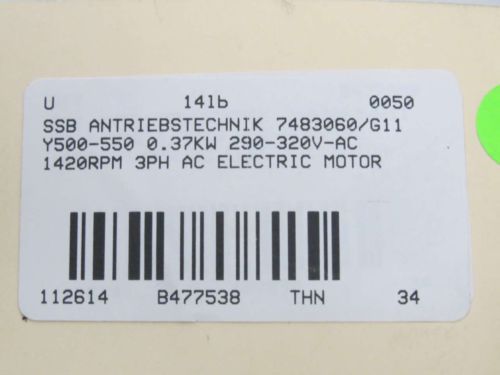 U 14lb 0050
SSB ANTRIEBSTECHNIK 7483060/G11
Y500-550 0.37KW 290-320V-AC
1420RPM 3PH AC ELECTRIC MOTOR
112614 B477538 THN 34